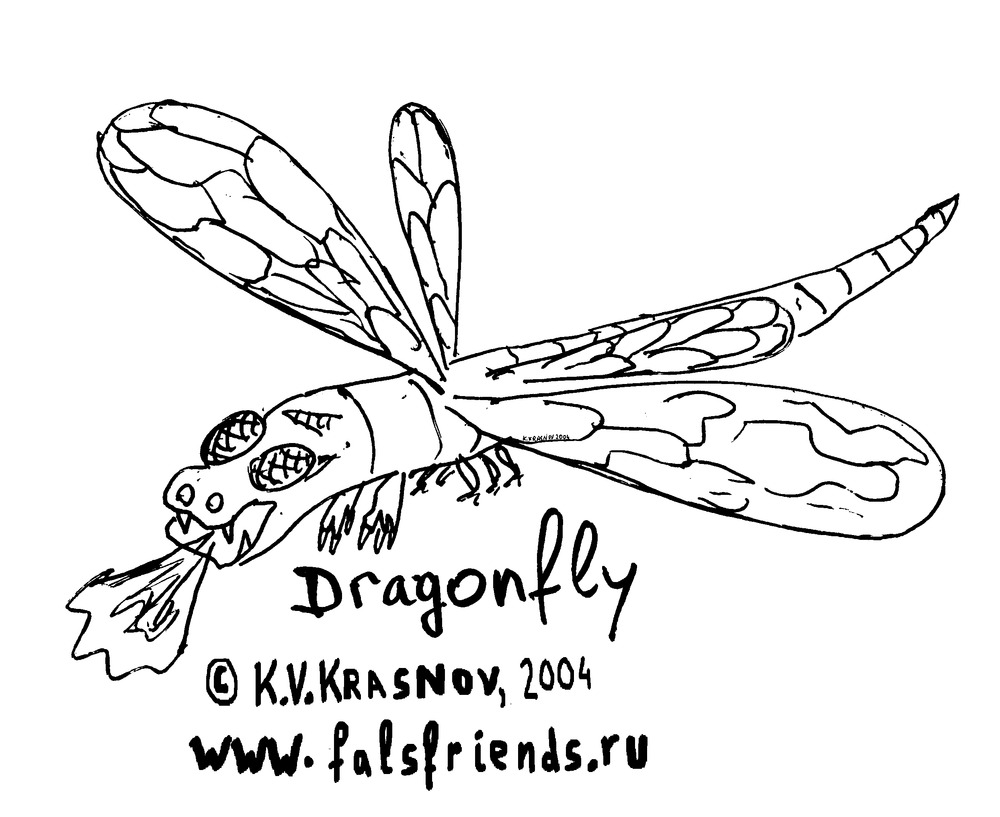 K.KRASNOV 2004
Dragonfly
© K.V.KRASNOV, 2004
www.falsfriends.ru